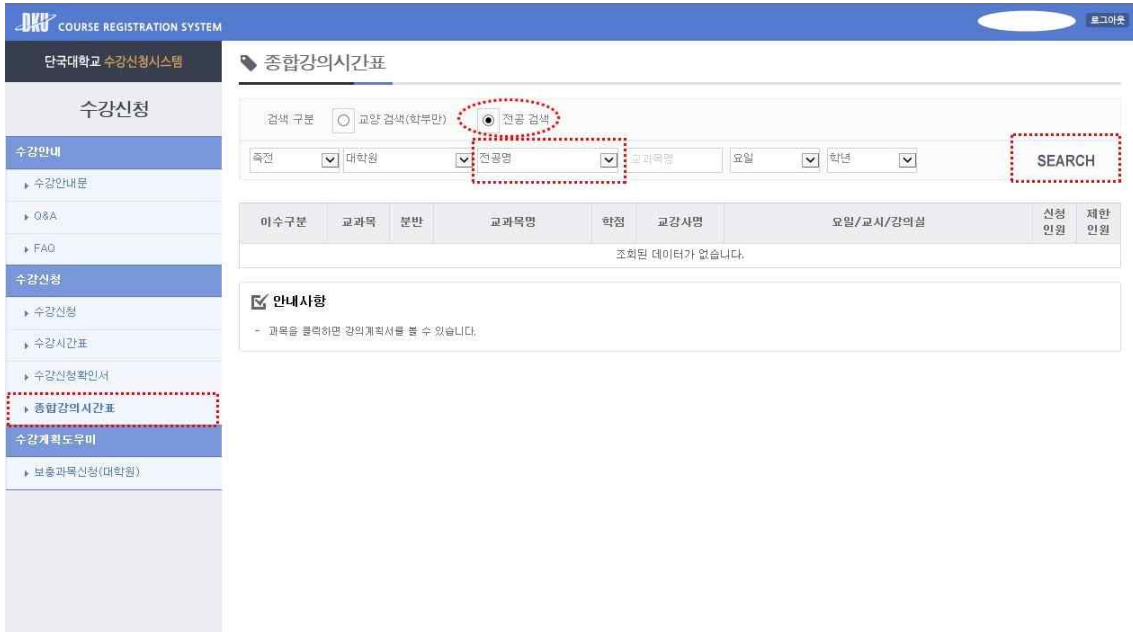 DKU COURSE REGISTRATION SYSTEM
로그아웃
단국대학교 수강신청시스템
수강신청
수강안내
수강안내문
Q&A
FAQ
수강신청
수강신청
수강시간표
수강신청확인서
종합강의시간표
수강계획도우미
보충과목신청(대학원)
종합강의시간표
검색 구분 교양 검색(학부만) 전공 검색
죽전 대학원 전공명 교과목명 요일 학년 SEARCH
이수구분 교과목 분반 교과목명 학점 교강사명 요일/교시/강의실 신청인원 제한인원
조회된 데이터가 없습니다.
안내사항
- 과목을 클릭하면 강의계획서를 볼 수 있습니다.